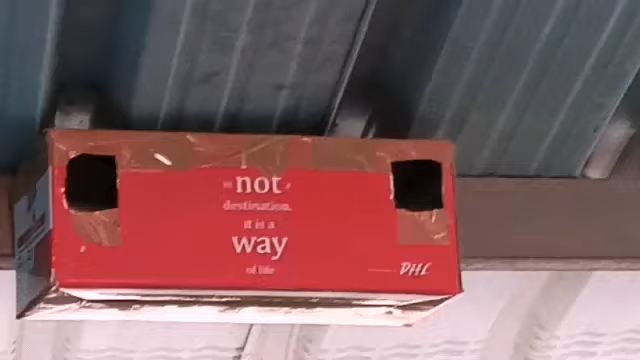 not
destination.
it is a
way
of life
DHL